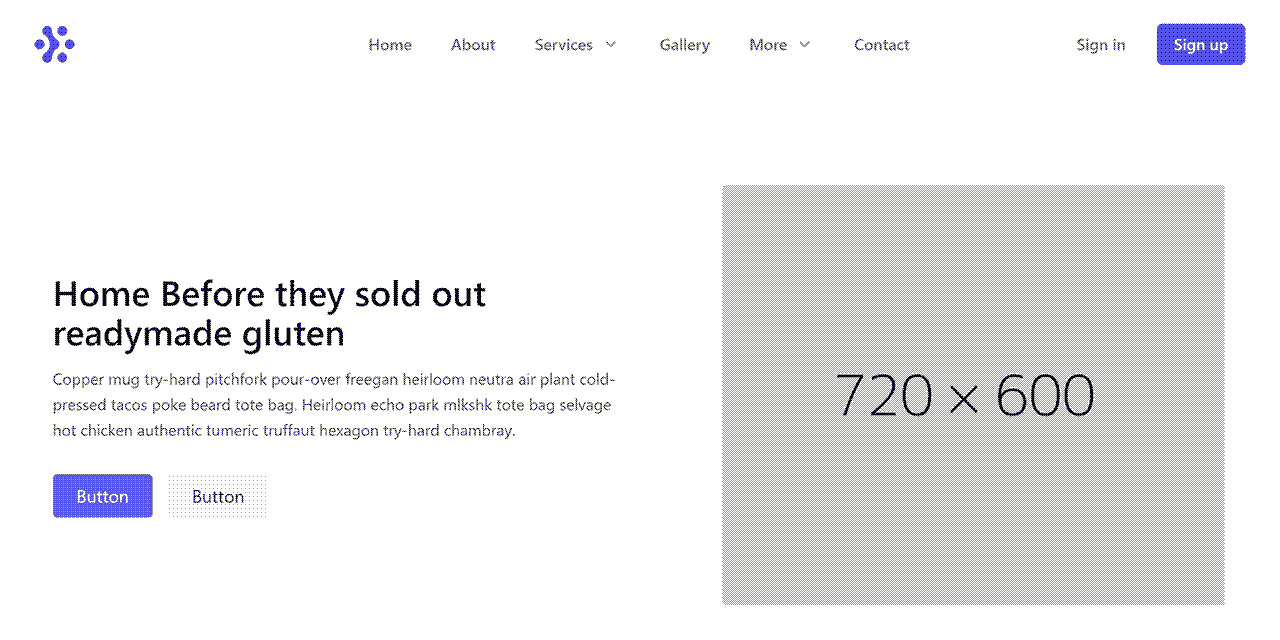 Home About Services Gallery More Contact Sign in Sign up
Home Before they sold out
readymade gluten
Copper mug try-hard pitchfork pour-over freegan heirloom neutra air plant cold-
pressed tacos poke beard tote bag. Heirloom echo park mlkshk tote bag selvage
hot chicken authentic tumeric truffaut hexagon try-hard chambray.
Button Button
720 × 600